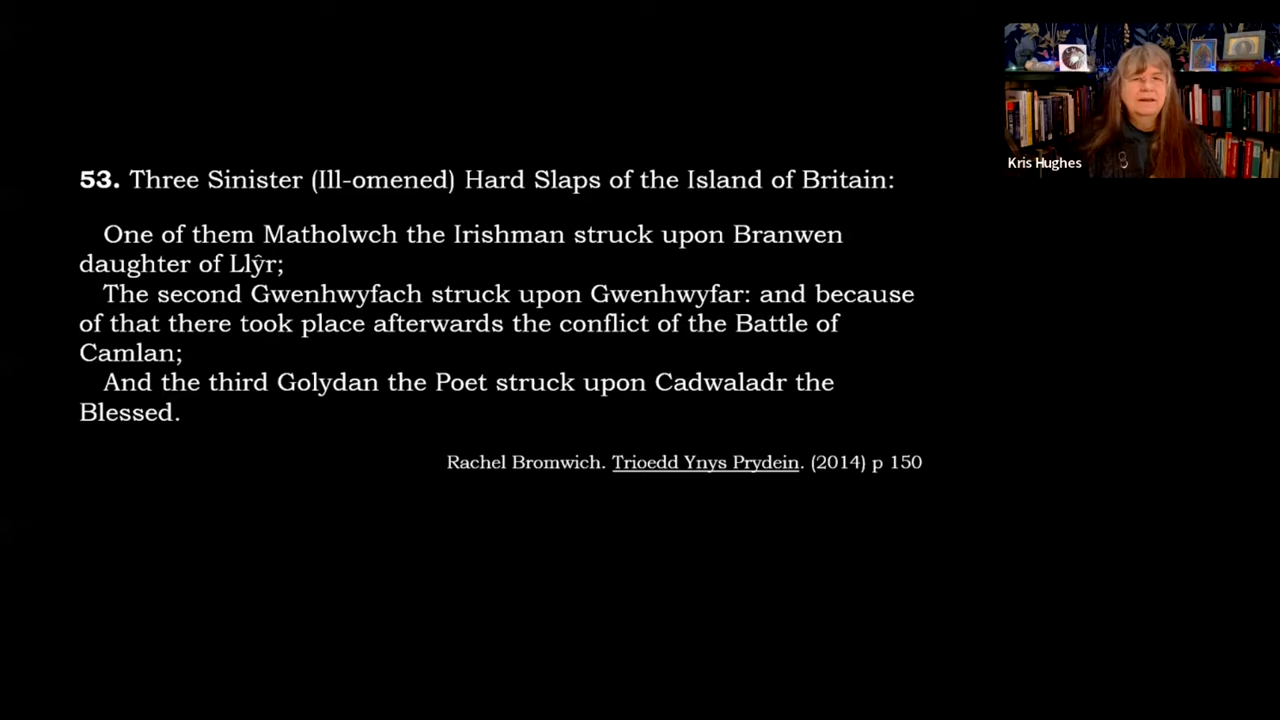 53. Three Sinister (Ill-omened) Hard Slaps of the Island of Britain:
One of them Matholwch the Irishman struck upon Branwen
daughter of Llŷr;
The second Gwenhwyfach struck upon Gwenhwyfar: and because
of that there took place afterwards the conflict of the Battle of
Camlan;
And the third Golydan the Poet struck upon Cadwaladr the
Blessed.
Rachel Bromwich. Trioedd Ynys Prydein. (2014) p 150
Kris Hughes